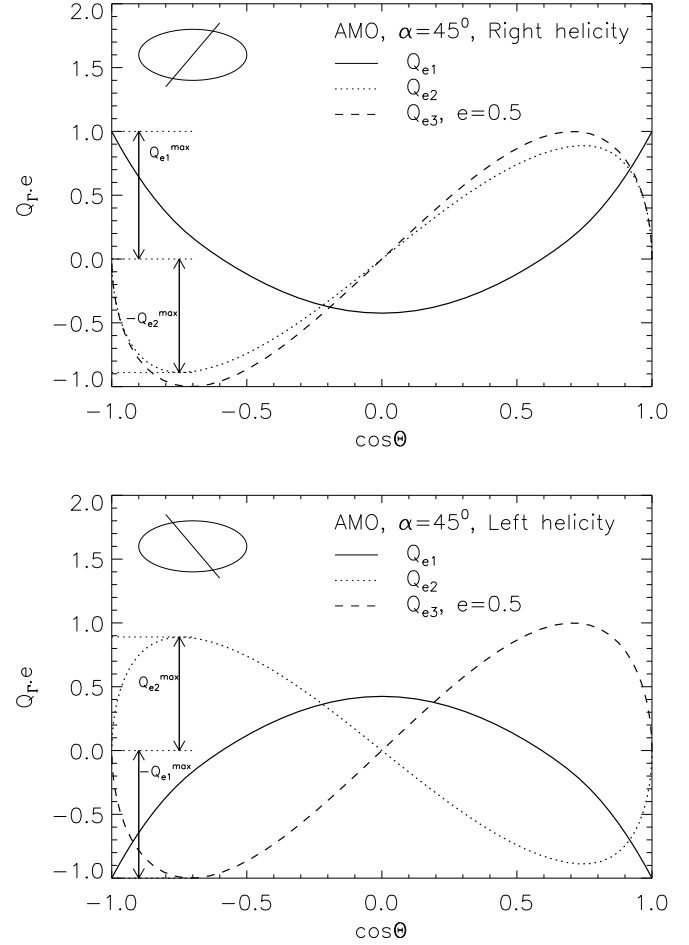 AMO, α=45⁰, Right helicity
Q_e1
Q_e2
Q_e3, e=0.5
2.0
1.5
1.0
0.5
0.0
−0.5
−1.0
Q_Γ,e
Q_e1^max
−Q_e2^max
−1.0 −0.5 0.0 0.5 1.0
cosΘ
AMO, α=45⁰, Left helicity
Q_e1
Q_e2
Q_e3, e=0.5
2.0
1.5
1.0
0.5
0.0
−0.5
−1.0
Q_Γ,e
Q_e2^max
−Q_e1^max
−1.0 −0.5 0.0 0.5 1.0
cosΘ